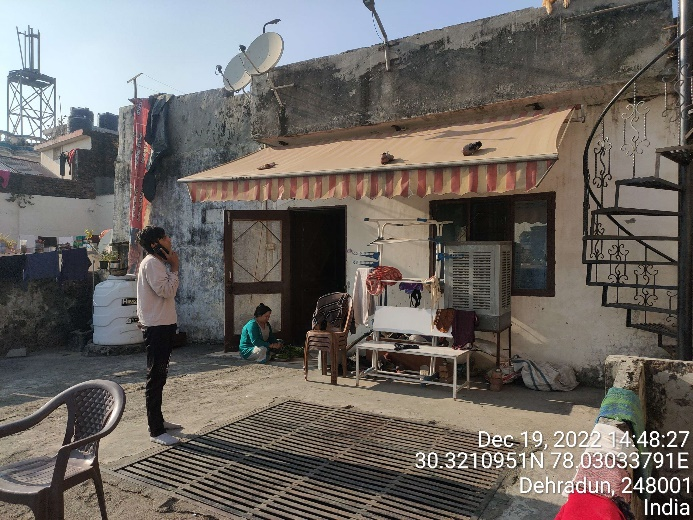 Dec 19, 2022 14:48:27
30.3210951N 78.03033791E
Dehradun, 248001
India